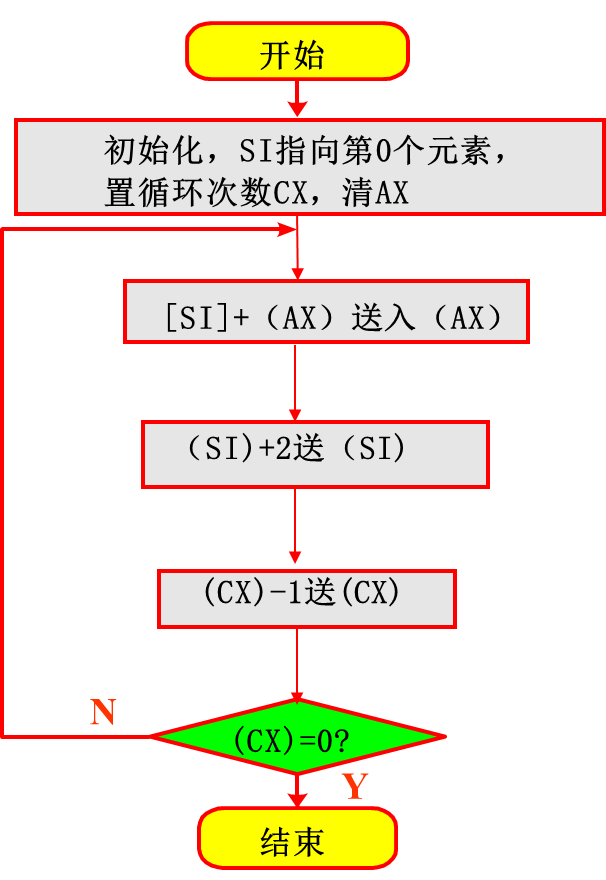 开始
初始化，SI指向第0个元素，
置循环次数CX，清AX
[SI]+（AX）送入（AX）
（SI)+2送（SI)
(CX)-1送(CX)
N
(CX)=0?
Y
结束